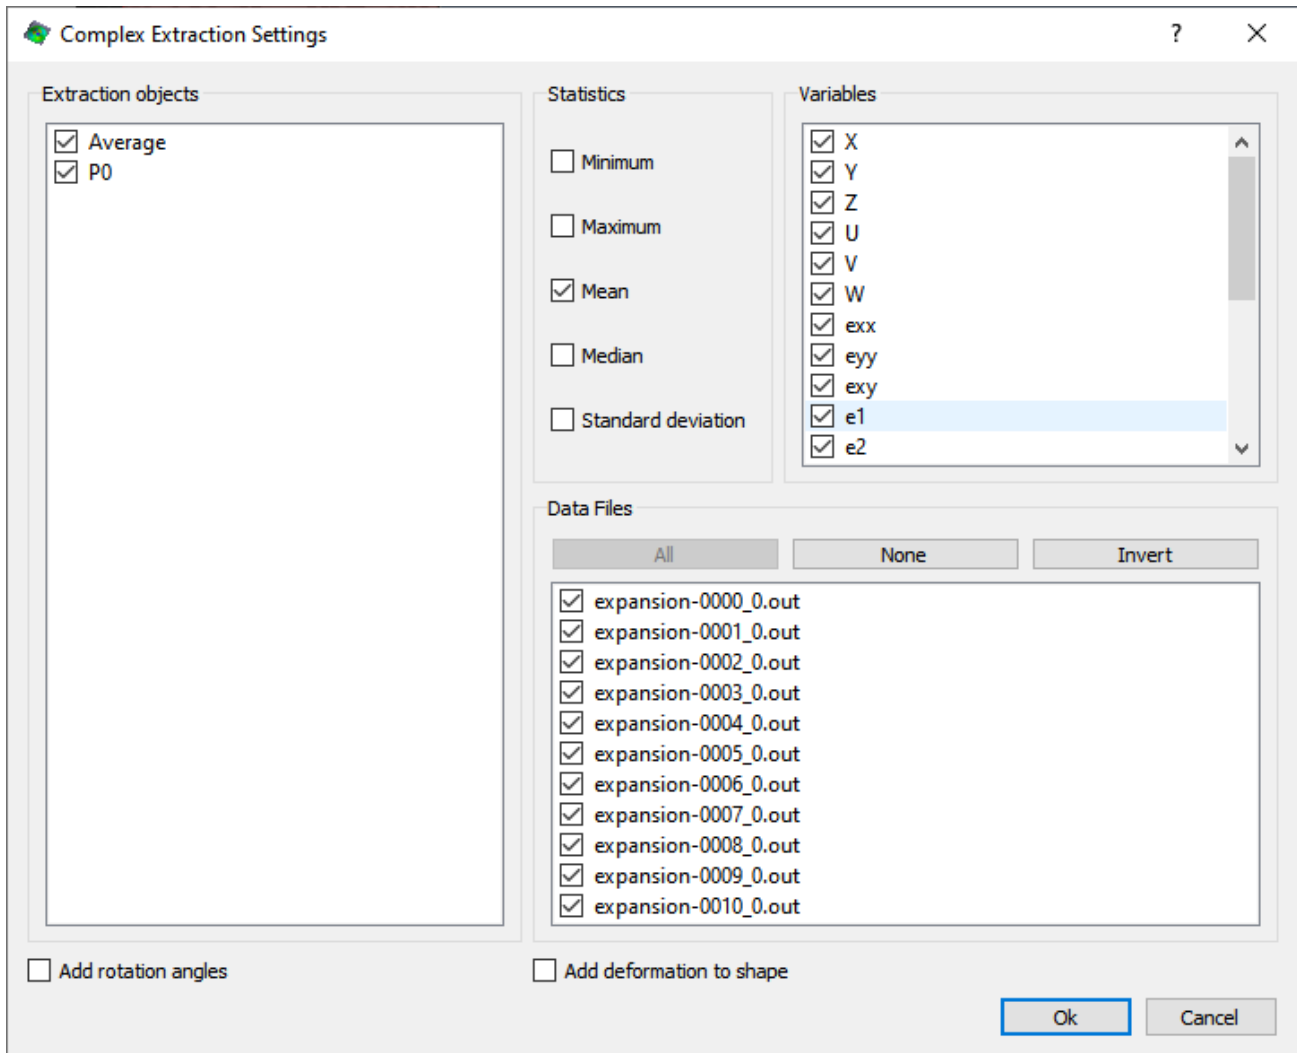 Complex Extraction Settings
?
Extraction objects
Average
P0
Statistics
Minimum
Maximum
Mean
Median
Standard deviation
Variables
X
Y
Z
U
V
W
exx
eyy
exy
e1
e2
Data Files
All
None
Invert
expansion-0000_0.out
expansion-0001_0.out
expansion-0002_0.out
expansion-0003_0.out
expansion-0004_0.out
expansion-0005_0.out
expansion-0006_0.out
expansion-0007_0.out
expansion-0008_0.out
expansion-0009_0.out
expansion-0010_0.out
Add rotation angles
Add deformation to shape
Ok
Cancel